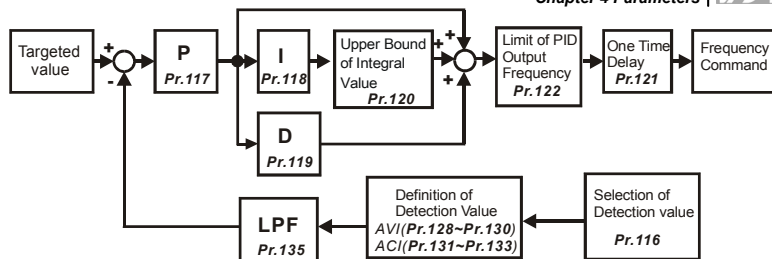 Chapter 4 Parameters |
Targeted
value
+
-
P
Pr.117
I
Pr.118
D
Pr.119
Upper Bound
of Integral
Value
Pr.120
+
+
+
Limit of PID
Output
Frequency
Pr.122
One Time
Delay
Pr.121
Frequency
Command
LPF
Pr.135
Definition of
Detection Value
AVI(Pr.128~Pr.130)
ACI(Pr.131~Pr.133)
Selection of
Detection value
Pr.116